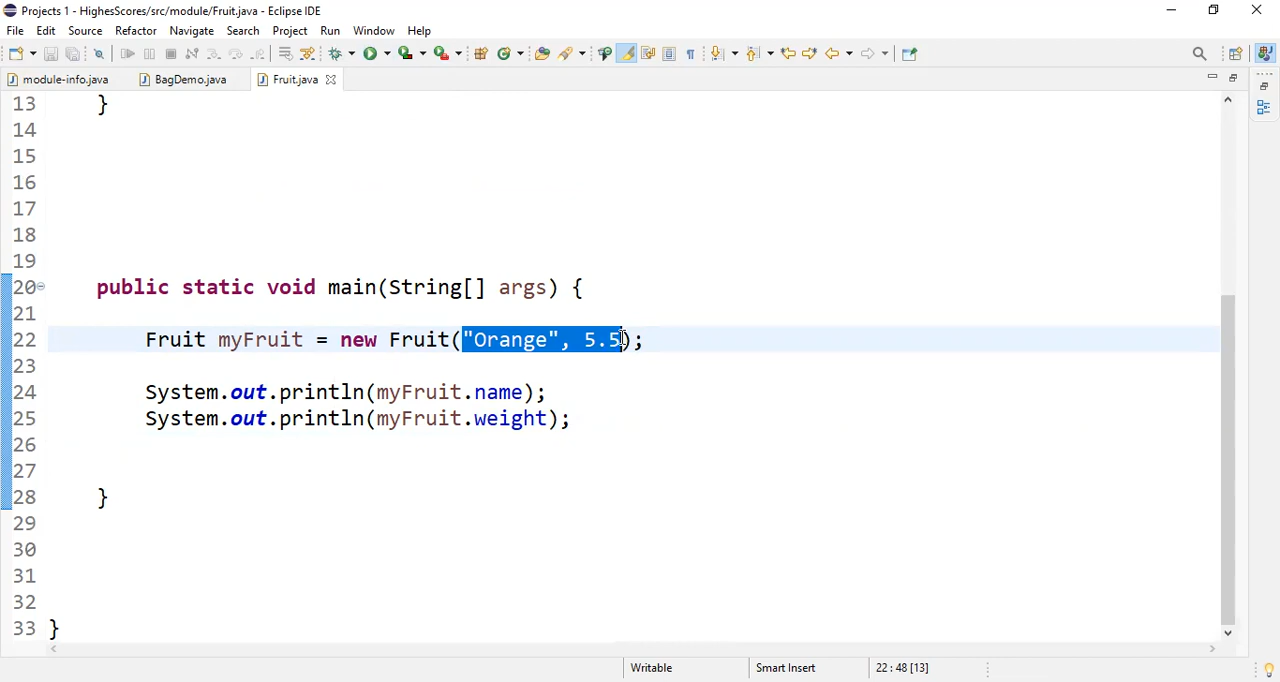 Projects 1 - HighesScores/src/module/Fruit.java - Eclipse IDE
File Edit Source Refactor Navigate Search Project Run Window Help
module-info.java BagDemo.java Fruit.java
13 }
14
15
16
17
18
19
20 public static void main(String[] args) {
21
22 Fruit myFruit = new Fruit("Orange", 5.5);
23
24 System.out.println(myFruit.name);
25 System.out.println(myFruit.weight);
26
27
28 }
29
30
31
32
33 }
Writable Smart Insert 22 : 48 [13]